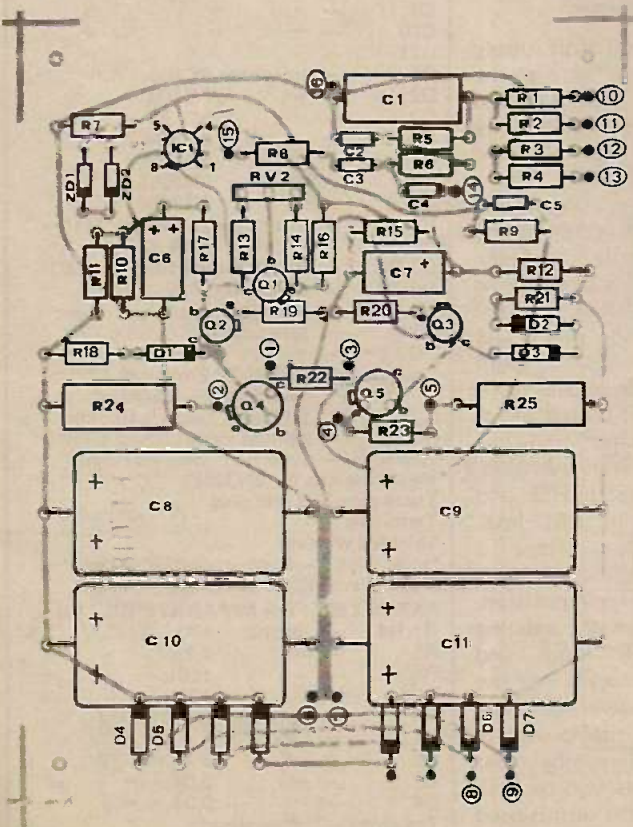 16 C1 R1 10
R7 5 4 15 R2 11
R5
IC1 R8 C2 R3 12
ZD1 ZD2 8 1 R6
RV2 C3 R4 13
C4 14 C5
R11 R10 + + C6 R17 R13 R14 R16 R15 R9
C7 + R12
Q1 c e
R21
b e R19 R20 Q3
Q2 D2
c b c
R18 D1 1 3 D3
R22 c
2 Q5
R24 Q4 5 R25
e b 4 R23
+ +
C8 C9
+ +
+ +
C10 C11
+ +
D4 D5 D6 D7
8 9